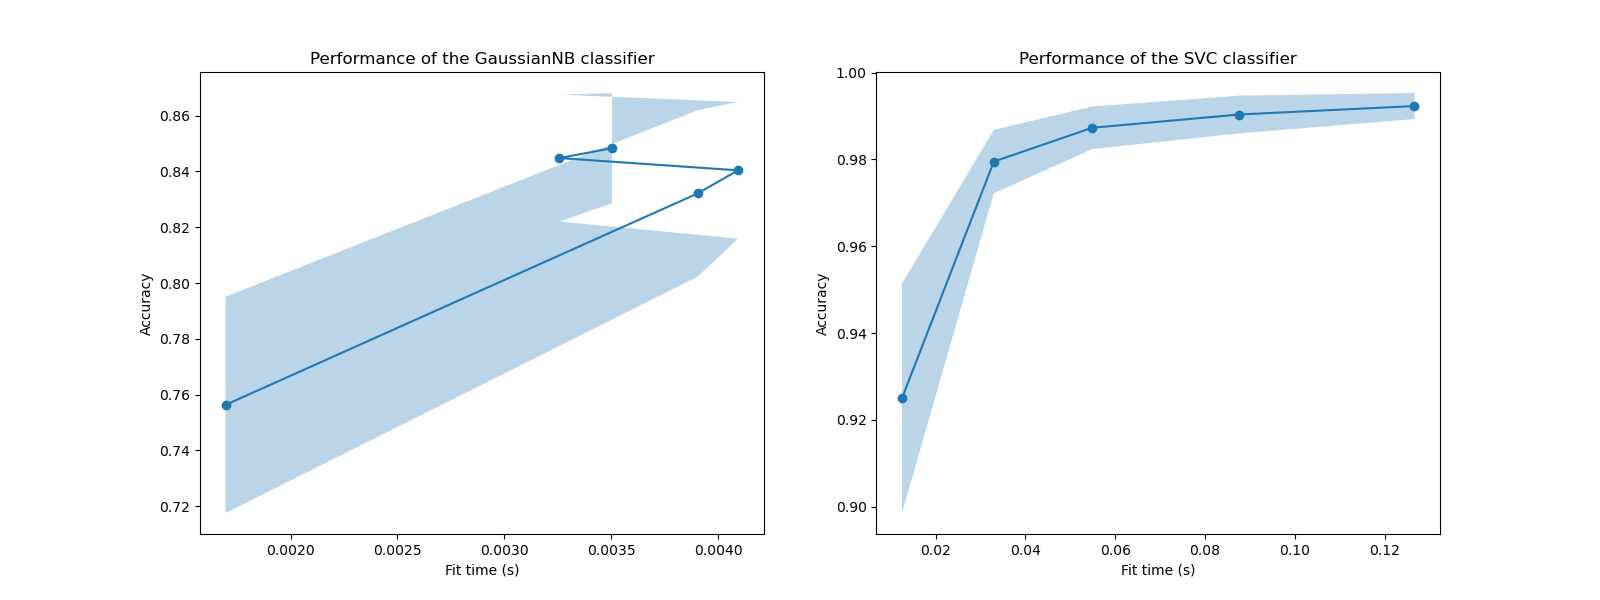 Performance of the GaussianNB classifier
Accuracy
0.86
0.84
0.82
0.80
0.78
0.76
0.74
0.72
0.0020 0.0025 0.0030 0.0035 0.0040
Fit time (s)
Performance of the SVC classifier
Accuracy
1.00
0.98
0.96
0.94
0.92
0.90
0.02 0.04 0.06 0.08 0.10 0.12
Fit time (s)